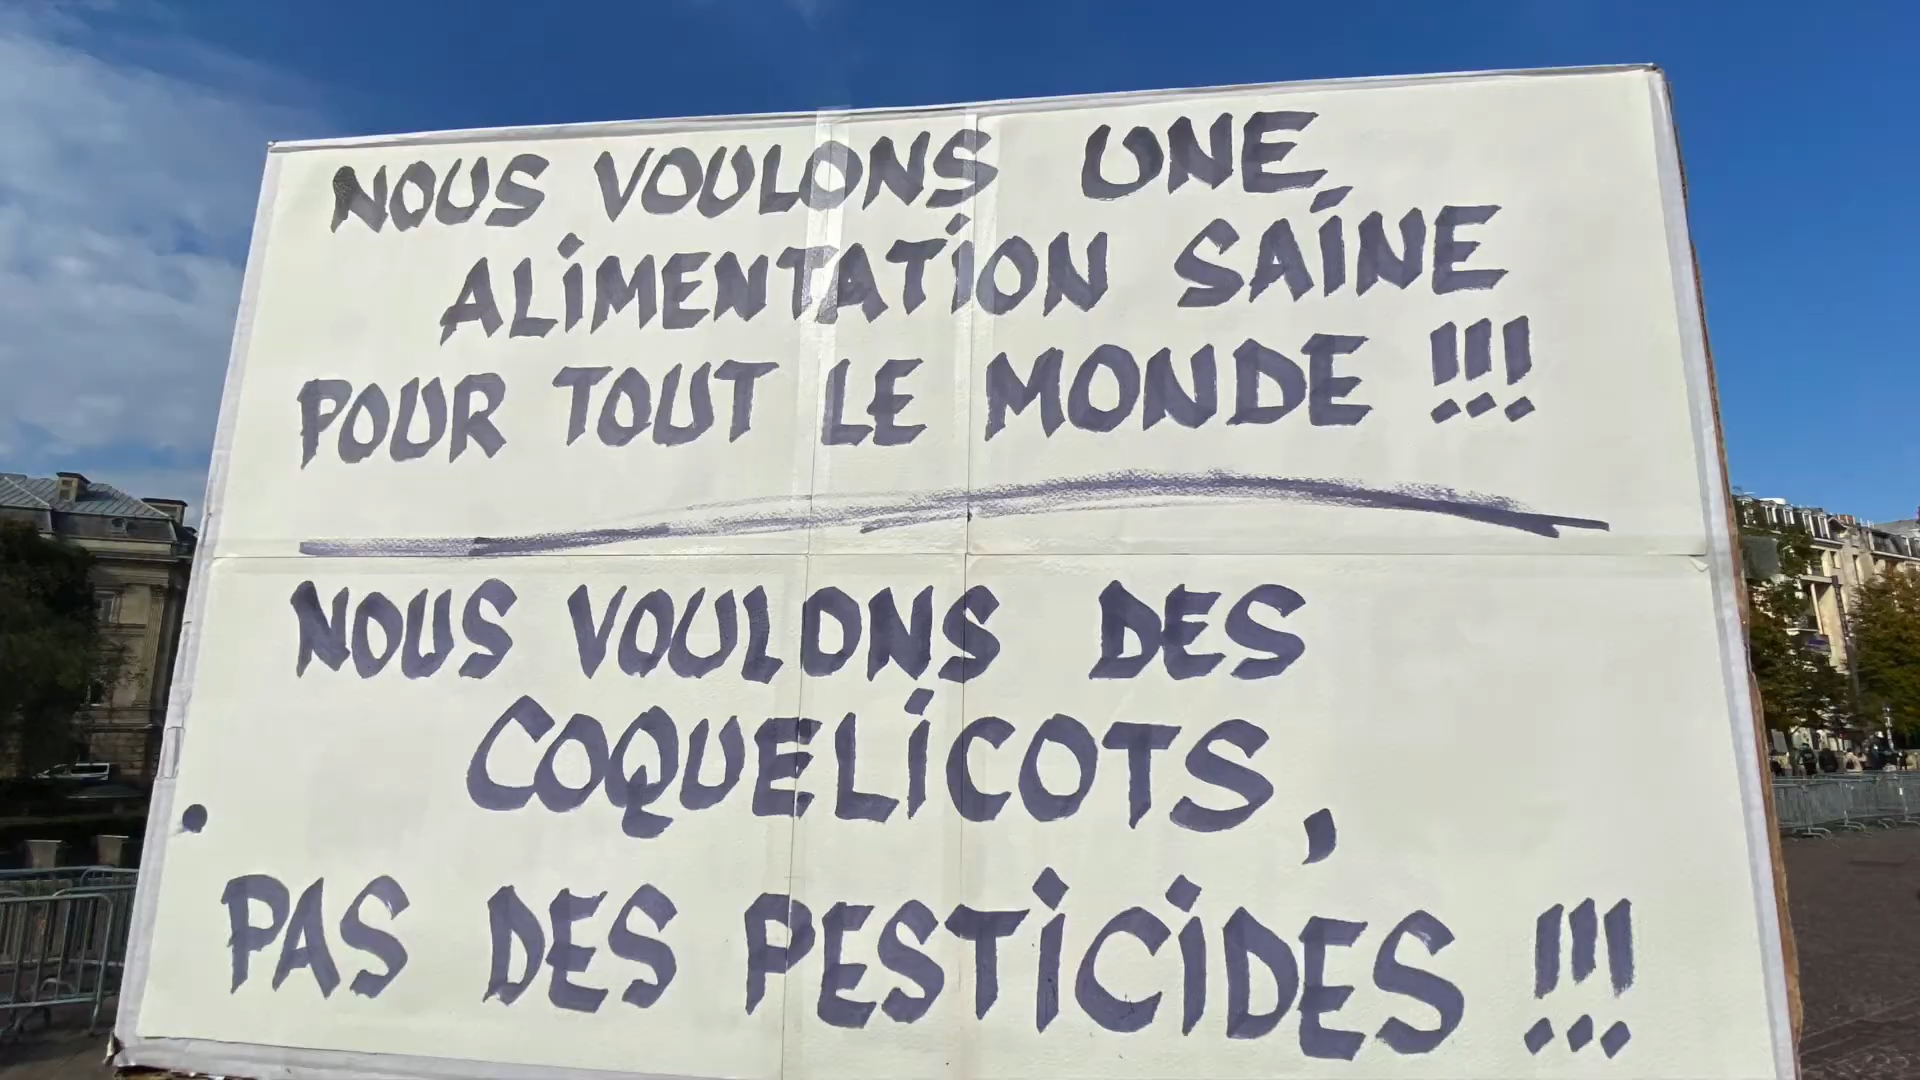 NOUS VOULONS UNE
ALiMENTATiON SAiNE
POUR TOUT LE MONDE !!!
NOUS VOULONS DES
COQUELiCOTS,
PAS DES PESTiCiDES !!!